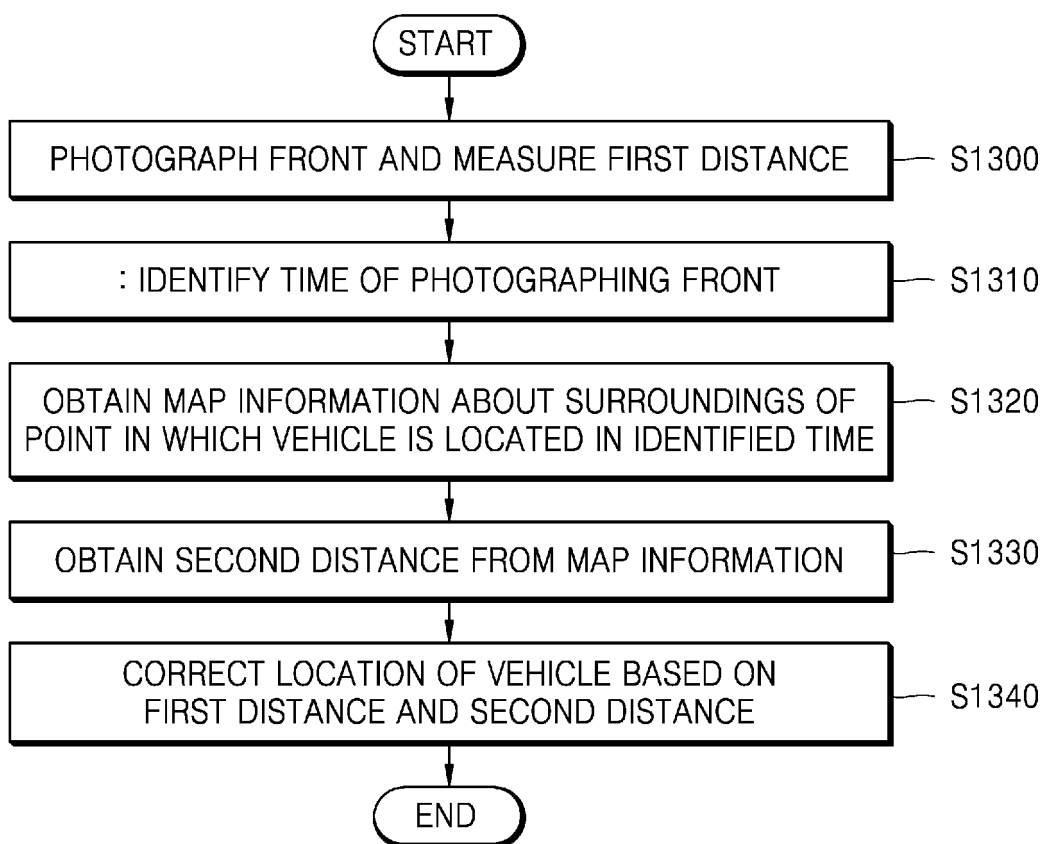 START
PHOTOGRAPH FRONT AND MEASURE FIRST DISTANCE
S1300
: IDENTIFY TIME OF PHOTOGRAPHING FRONT
S1310
OBTAIN MAP INFORMATION ABOUT SURROUNDINGS OF
POINT IN WHICH VEHICLE IS LOCATED IN IDENTIFIED TIME
S1320
OBTAIN SECOND DISTANCE FROM MAP INFORMATION
S1330
CORRECT LOCATION OF VEHICLE BASED ON
FIRST DISTANCE AND SECOND DISTANCE
S1340
END